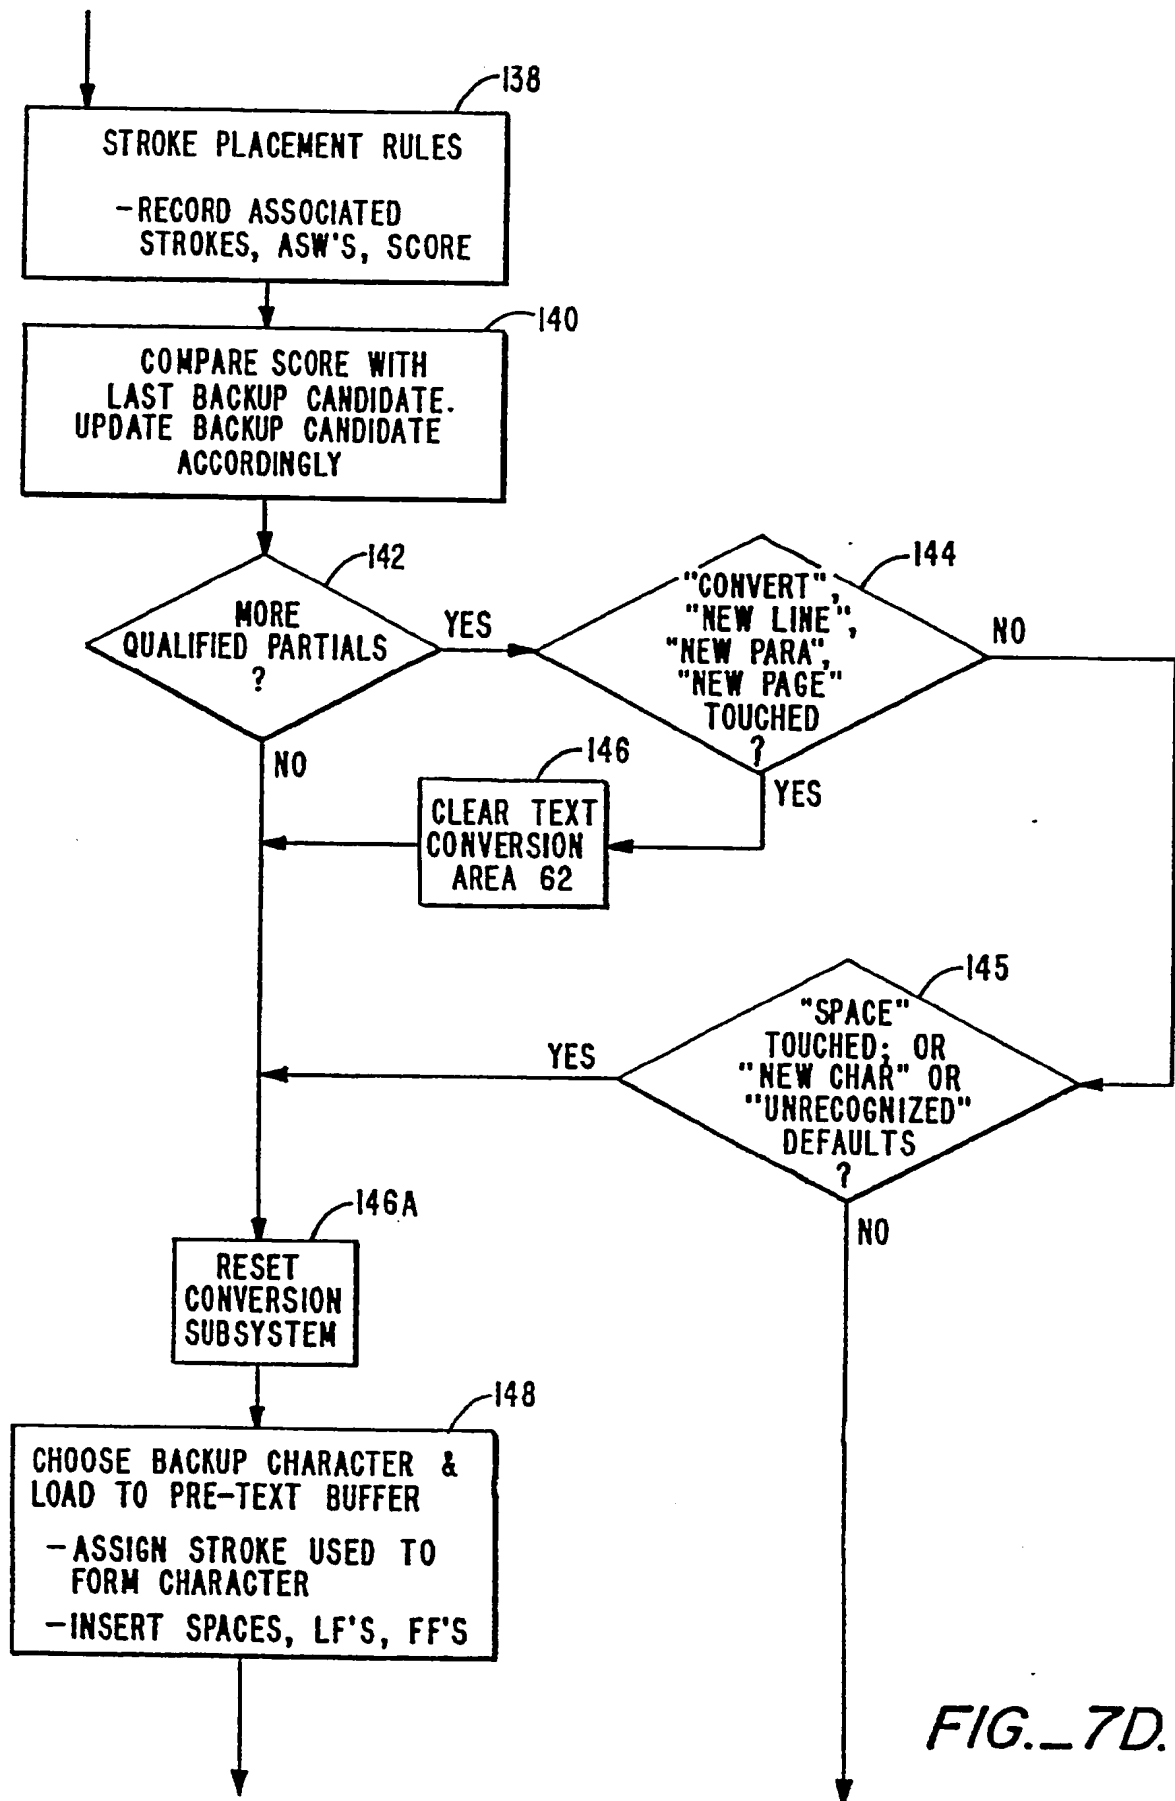 138
STROKE PLACEMENT RULES
-RECORD ASSOCIATED
STROKES, ASW'S, SCORE
140
COMPARE SCORE WITH
LAST BACKUP CANDIDATE.
UPDATE BACKUP CANDIDATE
ACCORDINGLY
142
MORE
QUALIFIED PARTIALS
?
YES
NO
144
"CONVERT",
"NEW LINE",
"NEW PARA",
"NEW PAGE"
TOUCHED
?
NO
YES
146
CLEAR TEXT
CONVERSION
AREA 62
145
"SPACE"
TOUCHED; OR
"NEW CHAR" OR
"UNRECOGNIZED"
DEFAULTS
?
YES
NO
146A
RESET
CONVERSION
SUBSYSTEM
148
CHOOSE BACKUP CHARACTER &
LOAD TO PRE-TEXT BUFFER
-ASSIGN STROKE USED TO
FORM CHARACTER
-INSERT SPACES, LF'S, FF'S
FIG._7D.